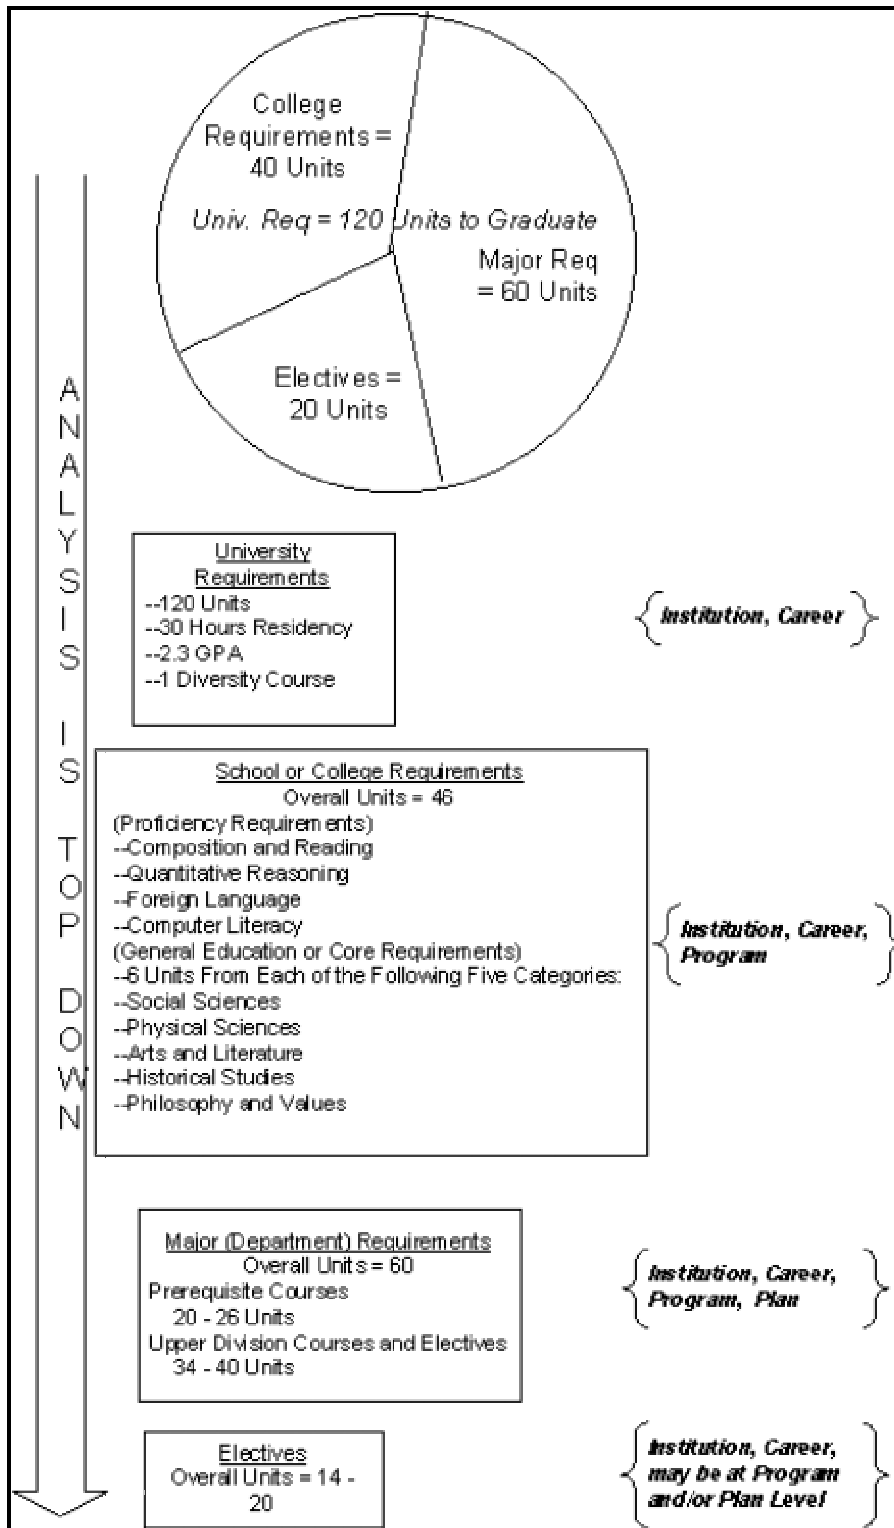 College
Requirements =
40 Units
Univ. Req = 120 Units to Graduate
Major Req
= 60 Units
Electives =
20 Units
ANALYSIS IS TOP DOWN
University
Requirements
--120 Units
--30 Hours Residency
--2.3 GPA
--1 Diversity Course
Institution, Career
School or College Requirements
Overall Units = 46
(Proficiency Requirements)
--Composition and Reading
--Quantitative Reasoning
--Foreign Language
--Computer Literacy
(General Education or Core Requirements)
--6 Units From Each of the Following Five Categories:
--Social Sciences
--Physical Sciences
--Arts and Literature
--Historical Studies
--Philosophy and Values
Institution, Career,
Program
Major (Department) Requirements
Overall Units = 60
Prerequisite Courses
20 - 26 Units
Upper Division Courses and Electives
34 - 40 Units
Institution, Career,
Program, Plan
Electives
Overall Units = 14 -
20
Institution, Career,
may be at Program
and/or Plan Level